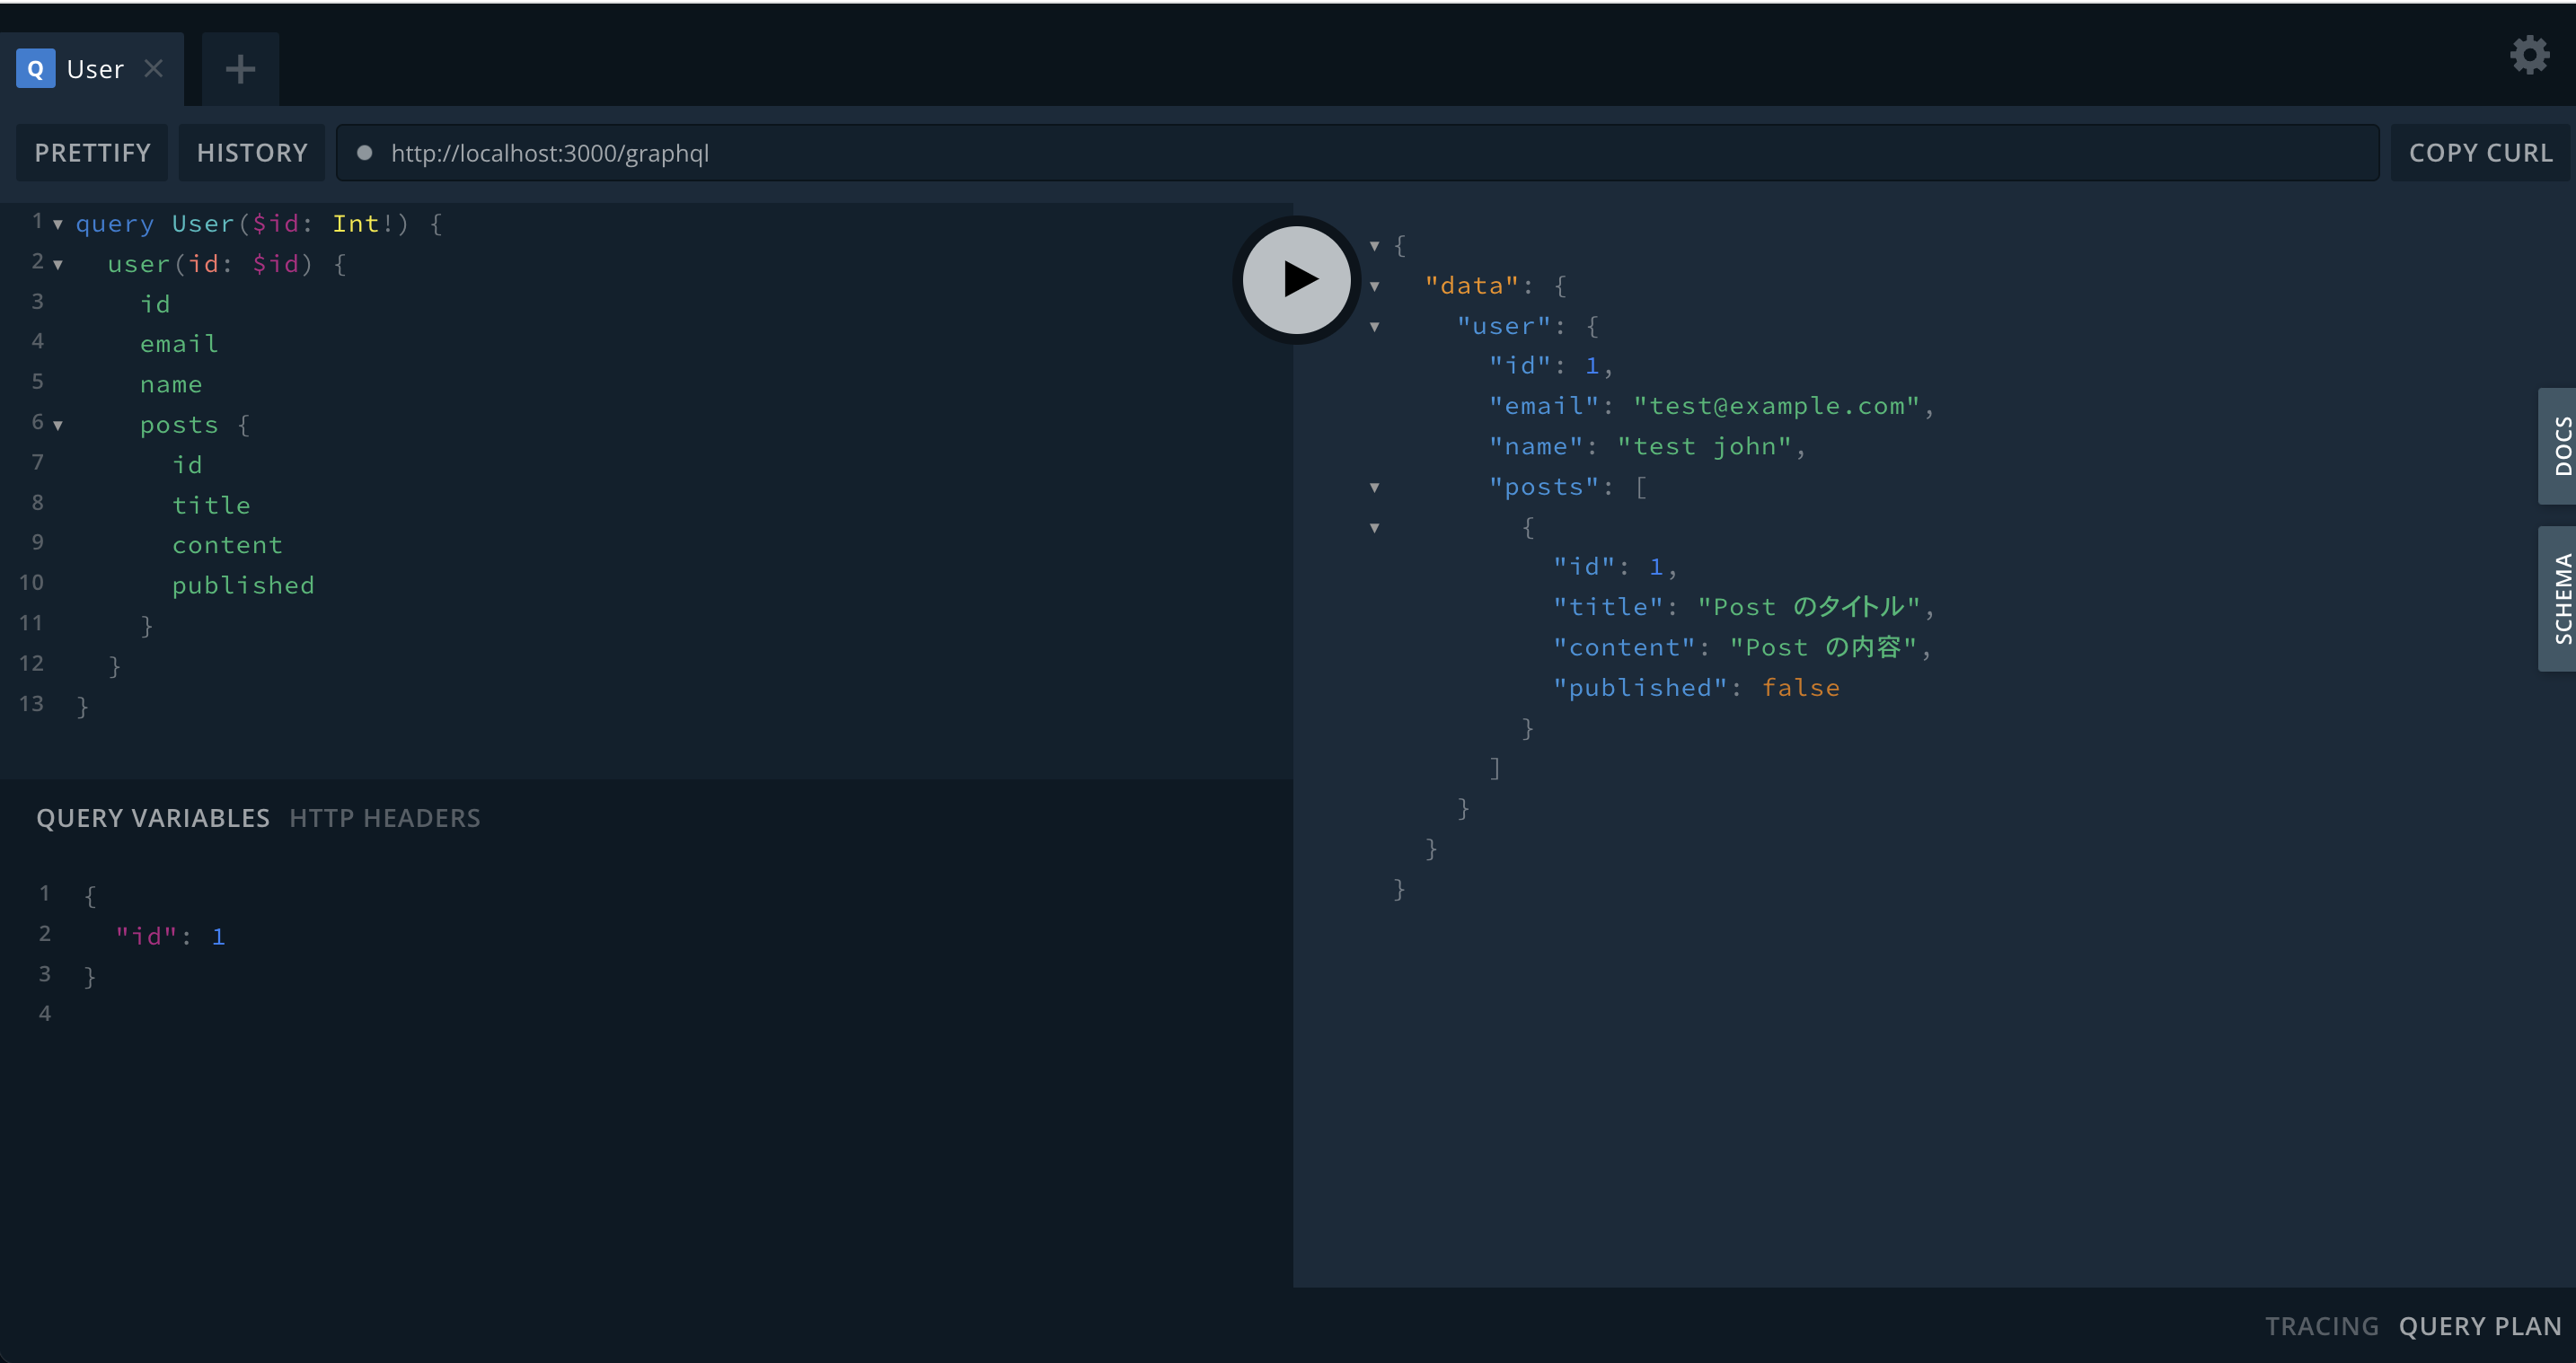 Q User
PRETTIFY HISTORY http://localhost:3000/graphql COPY CURL
1 query User($id: Int!) {
2 user(id: $id) {
3 id
4 email
5 name
6 posts {
7 id
8 title
9 content
10 published
11 }
12 }
13 }
QUERY VARIABLES HTTP HEADERS
1 {
2 "id": 1
3 }
4
{
"data": {
"user": {
"id": 1,
"email": "test@example.com",
"name": "test john",
"posts": [
{
"id": 1,
"title": "Post のタイトル",
"content": "Post の内容",
"published": false
}
]
}
}
}
DOCS
SCHEMA
TRACING QUERY PLAN